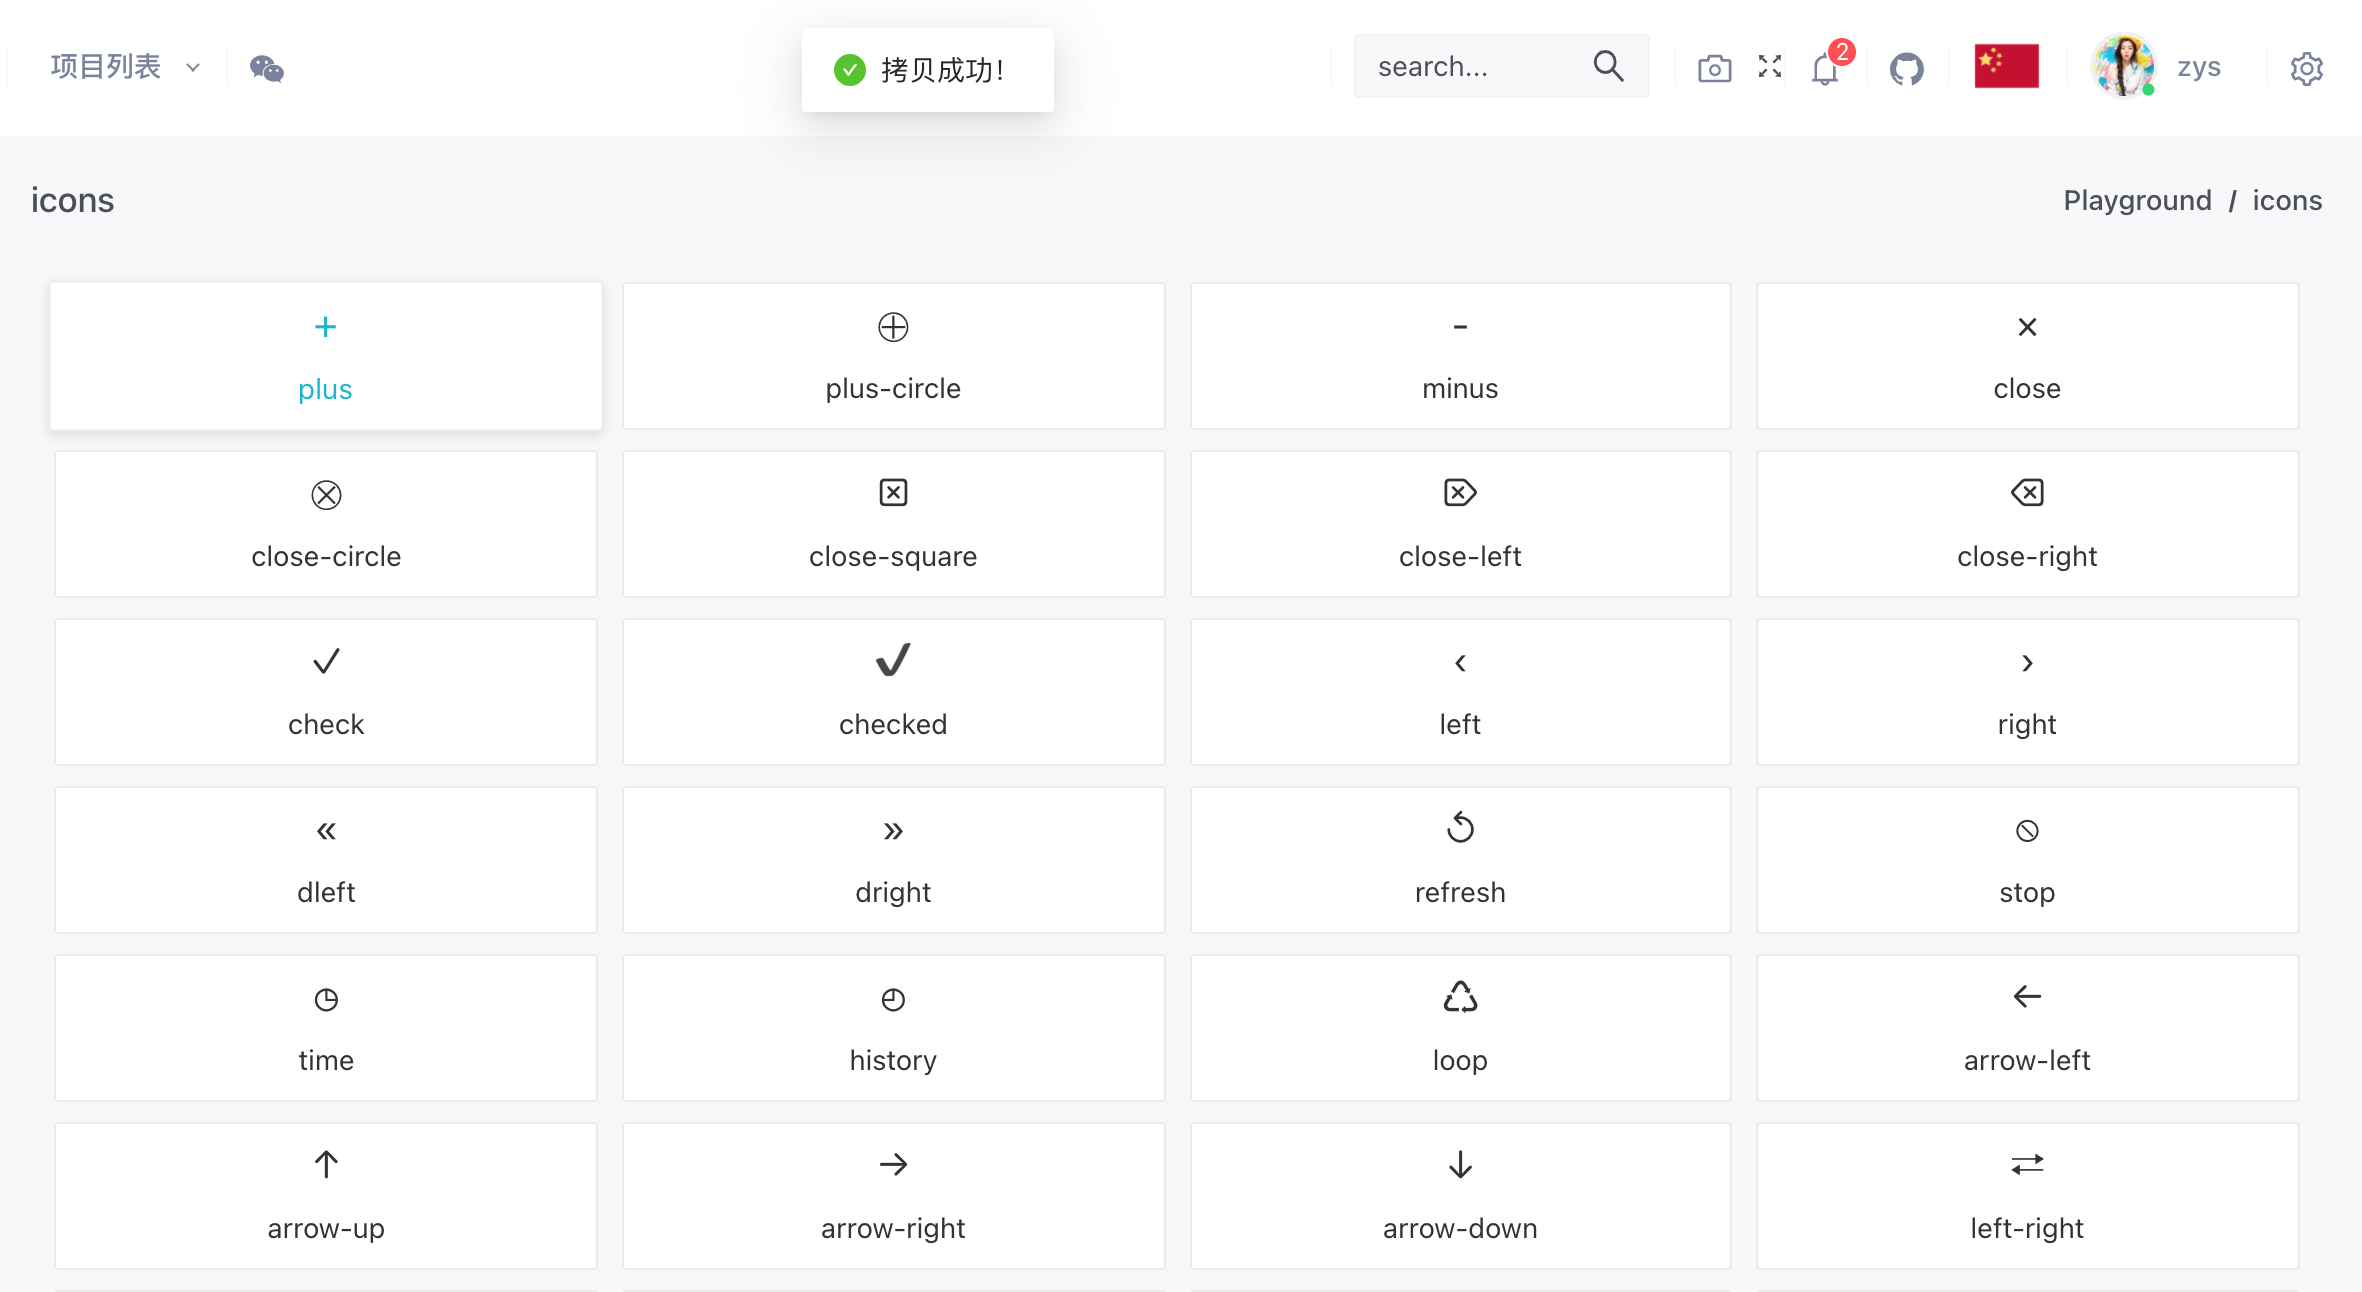 项目列表
拷贝成功!
search...
2
zys
icons
Playground / icons
plus
plus-circle
minus
close
close-circle
close-square
close-left
close-right
check
checked
left
right
dleft
dright
refresh
stop
time
history
loop
arrow-left
arrow-up
arrow-right
arrow-down
left-right